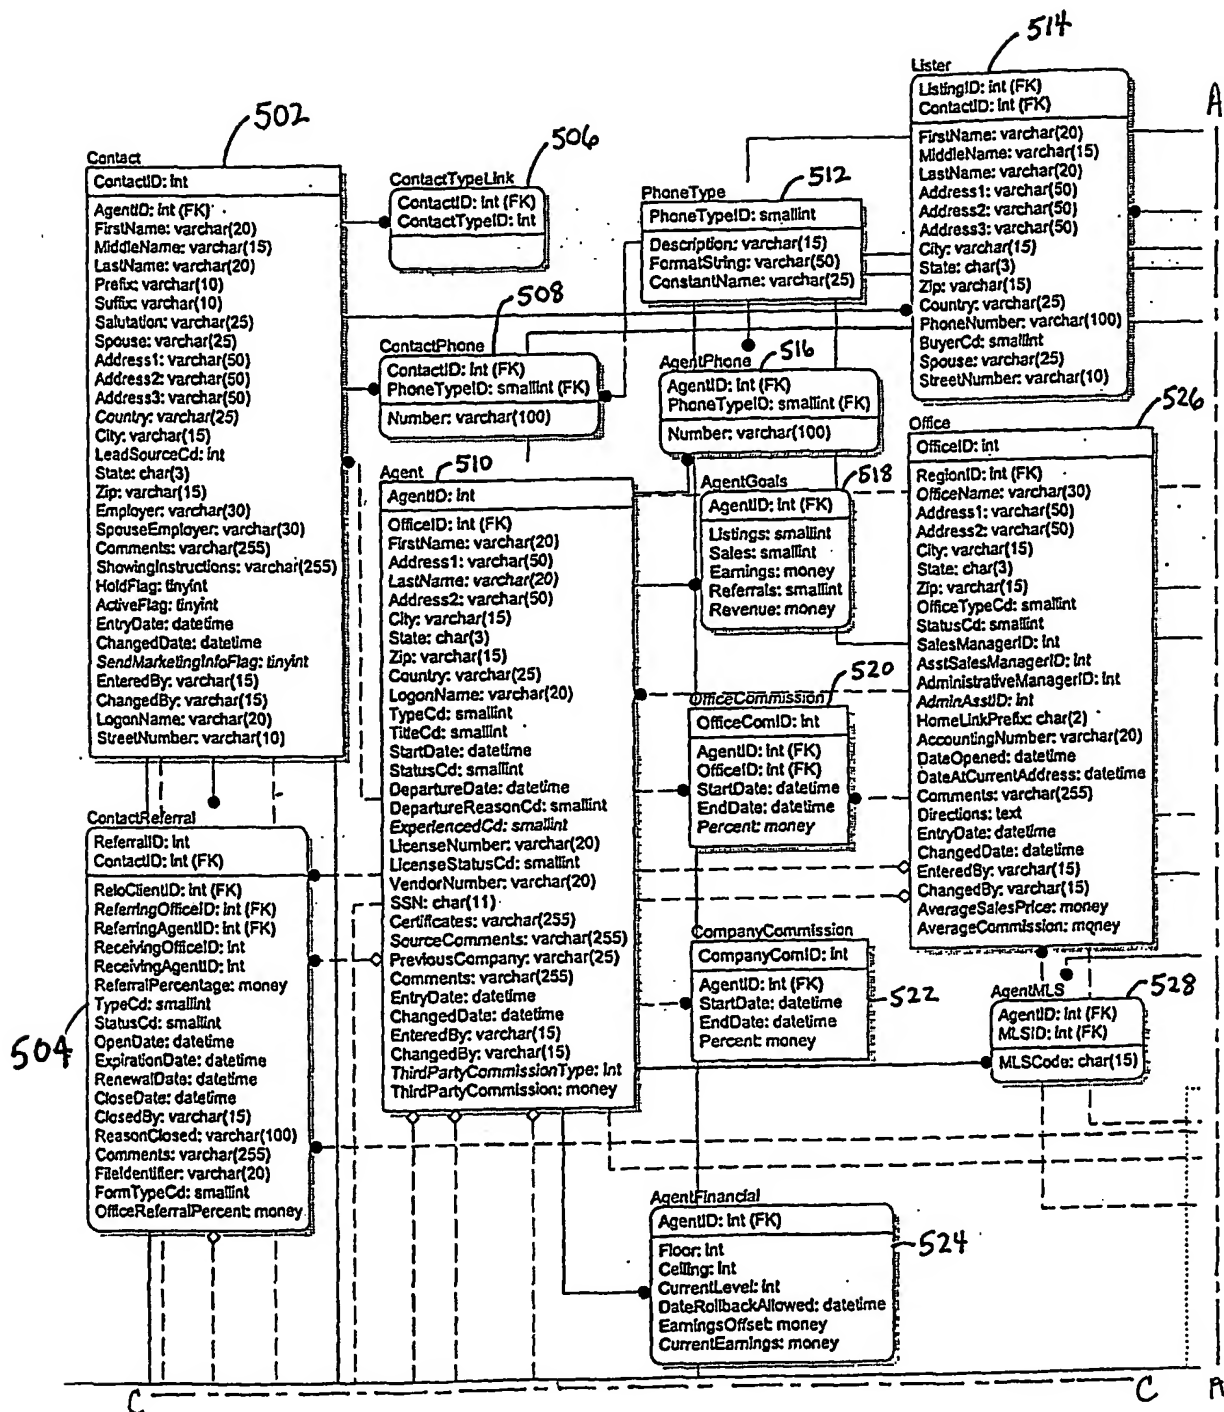 514
Lister
ListingID: int (FK)
ContactID: int (FK)
FirstName: varchar(20)
MiddleName: varchar(15)
LastName: varchar(20)
Address1: varchar(50)
Address2: varchar(50)
Address3: varchar(50)
City: varchar(15)
State: char(3)
Zip: varchar(15)
Country: varchar(25)
PhoneNumber: varchar(100)
BuyerCd: smallint
Spouse: varchar(25)
StreetNumber: varchar(10)
A
502
Contact
ContactID: int
AgentID: int (FK)
FirstName: varchar(20)
MiddleName: varchar(15)
LastName: varchar(20)
Prefix: varchar(10)
Suffix: varchar(10)
Salutation: varchar(25)
Spouse: varchar(25)
Address1: varchar(50)
Address2: varchar(50)
Address3: varchar(50)
Country: varchar(25)
City: varchar(15)
LeadSourceCd: int
State: char(3)
Zip: varchar(15)
Employer: varchar(30)
SpouseEmployer: varchar(30)
Comments: varchar(255)
ShowingInstructions: varchar(255)
HoldFlag: tinyint
ActiveFlag: tinyint
EntryDate: datetime
ChangedDate: datetime
SendMarketingInfoFlag: tinyint
EnteredBy: varchar(15)
ChangedBy: varchar(15)
LogonName: varchar(20)
StreetNumber: varchar(10)
506
ContactTypeLink
ContactID: int (FK)
ContactTypeID: int
512
PhoneType
PhoneTypeID: smallint
Description: varchar(15)
FormatString: varchar(50)
ConstantName: varchar(25)
508
ContactPhone
ContactID: int (FK)
PhoneTypeID: smallint (FK)
Number: varchar(100)
516
AgentPhone
AgentID: int (FK)
PhoneTypeID: smallint (FK)
Number: varchar(100)
510
Agent
AgentID: int
OfficeID: int (FK)
FirstName: varchar(20)
Address1: varchar(50)
LastName: varchar(20)
Address2: varchar(50)
City: varchar(15)
State: char(3)
Zip: varchar(15)
Country: varchar(25)
LogonName: varchar(20)
TypeCd: smallint
TitleCd: smallint
StartDate: datetime
StatusCd: smallint
DepartureDate: datetime
DepartureReasonCd: smallint
ExperiencedCd: smallint
LicenseNumber: varchar(20)
LicenseStatusCd: smallint
VendorNumber: varchar(20)
SSN: char(11)
Certificates: varchar(255)
SourceComments: varchar(255)
PreviousCompany: varchar(25)
Comments: varchar(255)
EntryDate: datetime
ChangedDate: datetime
EnteredBy: varchar(15)
ChangedBy: varchar(15)
ThirdPartyCommissionType: int
ThirdPartyCommission: money
518
AgentGoals
AgentID: int (FK)
Listings: smallint
Sales: smallint
Earnings: money
Referrals: smallint
Revenue: money
526
Office
OfficeID: int
RegionID: int (FK)
OfficeName: varchar(30)
Address1: varchar(50)
Address2: varchar(50)
City: varchar(15)
State: char(3)
Zip: varchar(15)
OfficeTypeCd: smallint
StatusCd: smallint
SalesManagerID: int
AsstSalesManagerID: int
AdministrativeManagerID: int
AdminAsstID: int
HomeLinkPrefix: char(2)
AccountingNumber: varchar(20)
DateOpened: datetime
DateAtCurrentAddress: datetime
Comments: varchar(255)
Directions: text
EntryDate: datetime
ChangedDate: datetime
EnteredBy: varchar(15)
ChangedBy: varchar(15)
AverageSalesPrice: money
AverageCommission: money
520
OfficeCommission
OfficeComID: int
AgentID: int (FK)
OfficeID: int (FK)
StartDate: datetime
EndDate: datetime
Percent: money
504
ContactReferral
ReferralID: int
ContactID: int (FK)
ReloClientID: int (FK)
ReferringOfficeID: int (FK)
ReferringAgentID: int (FK)
ReceivingOfficeID: int
ReceivingAgentID: int
ReferralPercentage: money
TypeCd: smallint
StatusCd: smallint
OpenDate: datetime
ExpirationDate: datetime
RenewalDate: datetime
CloseDate: datetime
ClosedBy: varchar(15)
ReasonClosed: varchar(100)
Comments: varchar(255)
FileIdentifier: varchar(20)
FormTypeCd: smallint
OfficeReferralPercent: money
CompanyCommission
CompanyComID: int
AgentID: int (FK)
StartDate: datetime
EndDate: datetime
Percent: money
522
528
AgentMLS
AgentID: int (FK)
MLSID: int (FK)
MLSCode: char(15)
AgentFinancial
AgentID: int (FK)
Floor: int
Ceiling: int
CurrentLevel: int
DateRollbackAllowed: datetime
EarningsOffset: money
CurrentEarnings: money
524
C
C
A